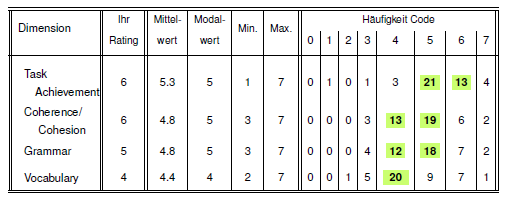 Dimension Ihr Rating Mittel-wert Modal-wert Min. Max. Häufigkeit Code
0 1 2 3 4 5 6 7
Task Achievement 6 5.3 5 1 7 0 1 0 1 3 21 13 4
Coherence/ Cohesion 6 4.8 5 3 7 0 0 0 3 13 19 6 2
Grammar 5 4.8 5 3 7 0 0 0 4 12 18 7 2
Vocabulary 4 4.4 4 2 7 0 0 1 5 20 9 7 1